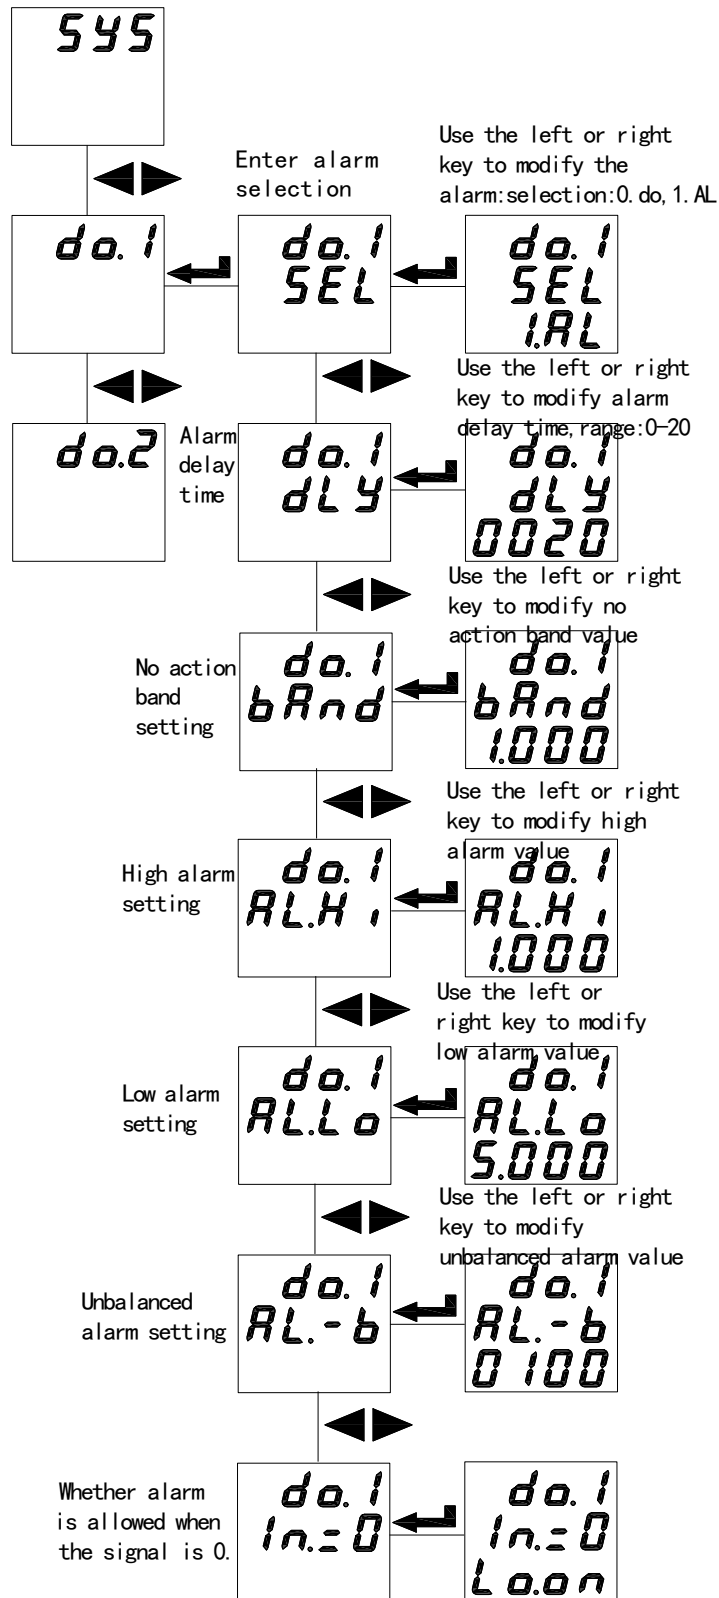 SYS
Enter alarm
selection
Use the left or right
key to modify the
alarm:selection:0.do,1.AL
do.1
do.1
SEL
do.1
SEL
1.AL
Use the left or right
key to modify alarm
delay time,range:0-20
do.2
Alarm
delay
time
do.1
dLY
do.1
dLY
0020
Use the left or right
key to modify no
action band value
No action
band
setting
do.1
bAnd
do.1
bAnd
1.000
Use the left or right
key to modify high
alarm value
High alarm
setting
do.1
AL.Hi
do.1
AL.Hi
1.000
Use the left or
right key to modify
low alarm value
Low alarm
setting
do.1
AL.Lo
do.1
AL.Lo
5.000
Use the left or right
key to modify
unbalanced alarm value
Unbalanced
alarm setting
do.1
AL.-b
do.1
AL.-b
0100
Whether alarm
is allowed when
the signal is 0.
do.1
in.=0
do.1
in.=0
Lo.on